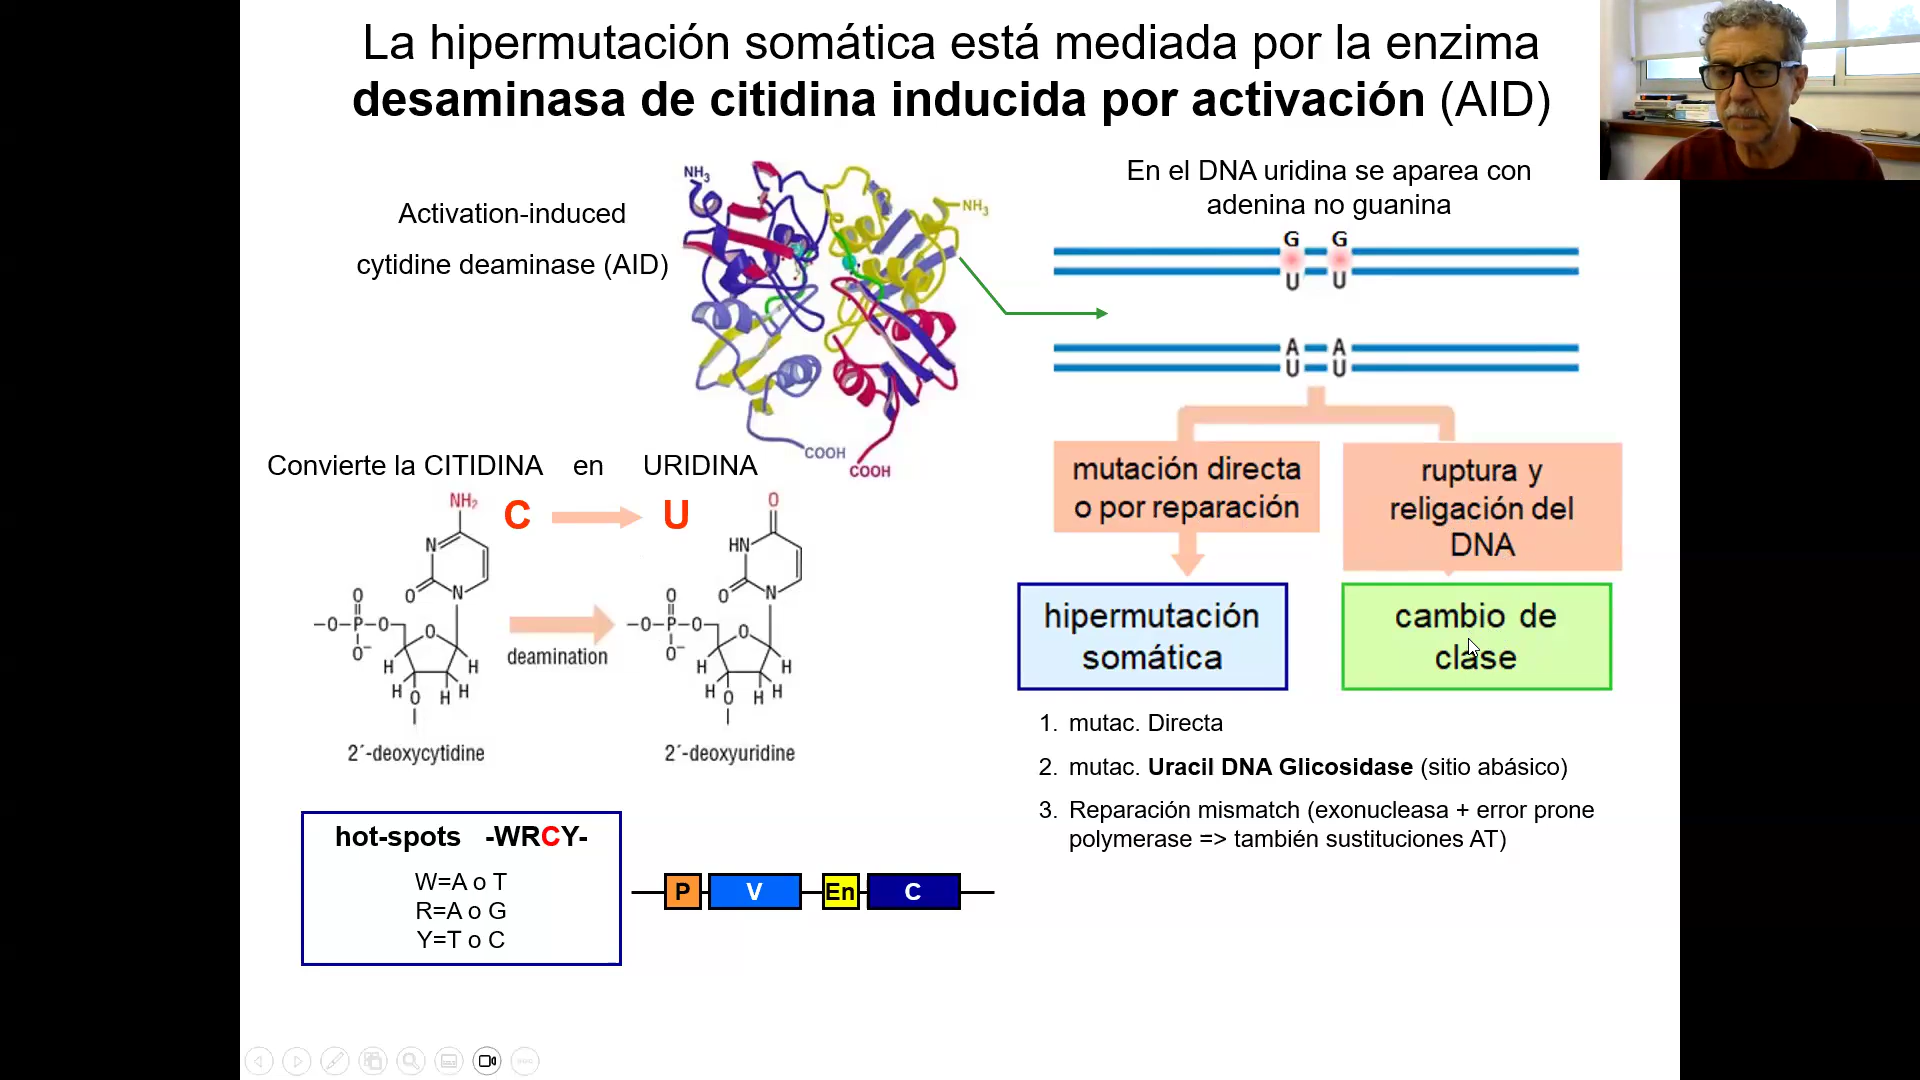 La hipermutación somática está mediada por la enzima
desaminasa de citidina inducida por activación (AID)
Activation-induced
cytidine deaminase (AID)
NH3
NH3
COOH
COOH
En el DNA uridina se aparea con
adenina no guanina
G G
U U
A A
U U
Convierte la CITIDINA en URIDINA
C U
NH2
N
O N
O
-O-P-O
O-
O
H H
H H
O H
deamination
O
HN
O N
O
-O-P-O
O-
O
H H
H H
O H
2´-deoxycytidine
2´-deoxyuridine
mutación directa
o por reparación
ruptura y
religación del
DNA
hipermutación
somática
cambio de
clase
1. mutac. Directa
2. mutac. Uracil DNA Glicosidase (sitio abásico)
3. Reparación mismatch (exonucleasa + error prone
polymerase => también sustituciones AT)
hot-spots -WRCY-
W=A o T
R=A o G
Y=T o C
P V En C